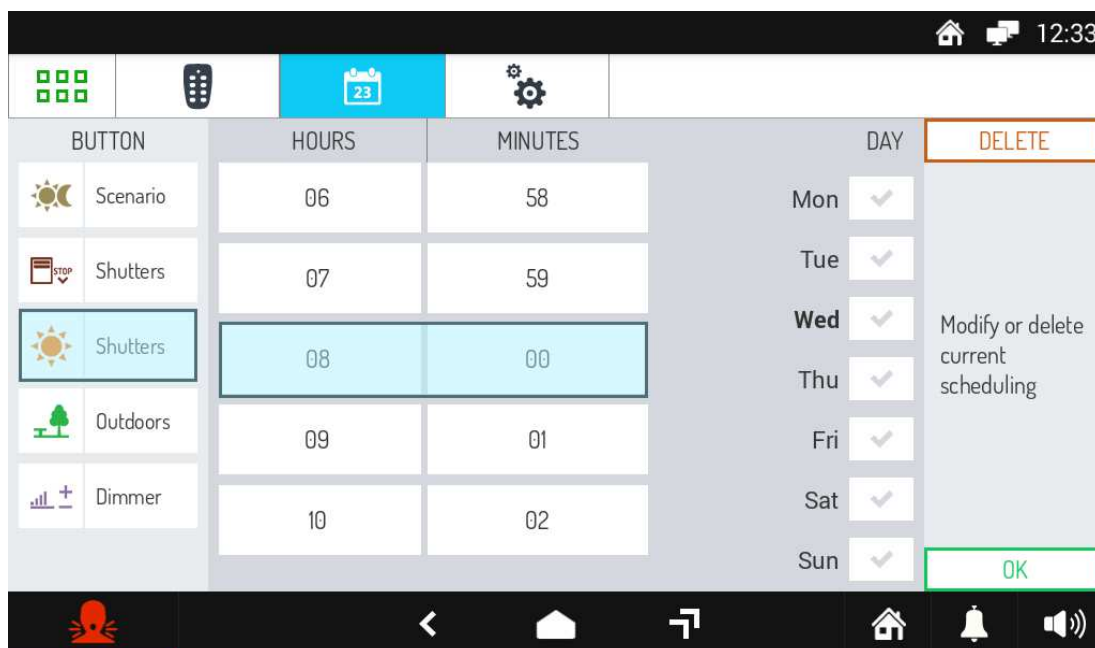 12:33
23
BUTTON HOURS MINUTES DAY DELETE
Scenario 06 58 Mon
STOP Shutters 07 59 Tue
Shutters 08 00 Wed
Modify or delete
current
scheduling
Thu
Outdoors 09 01 Fri
Dimmer 10 02 Sat
Sun OK